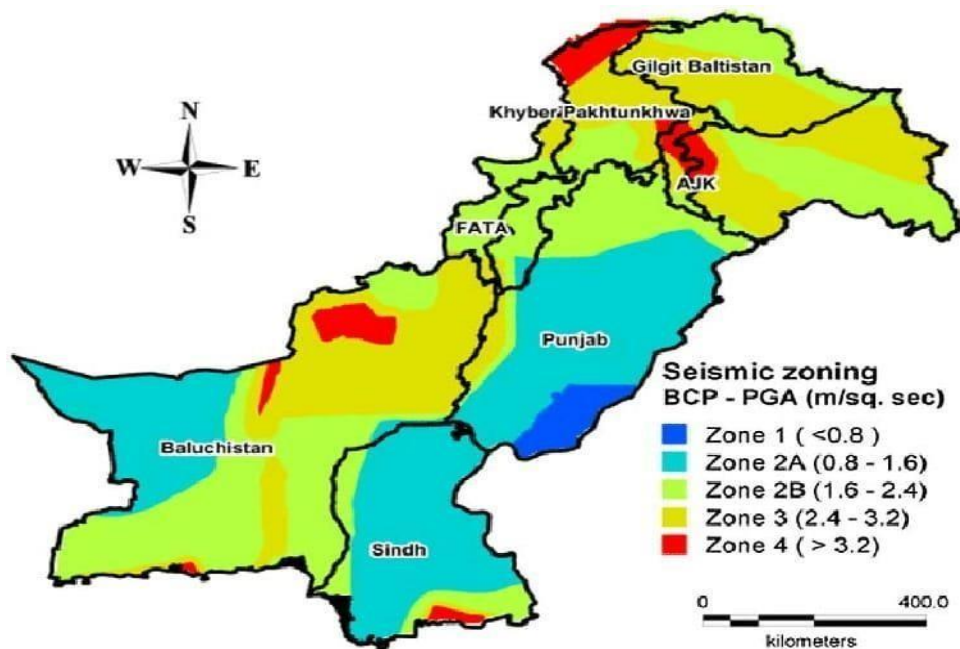 Gilgit Baltistan
N
Khyber Pakhtunkhwa
W E
AJK
S
FATA
Punjab
Seismic zoning
BCP - PGA (m/sq. sec)
Zone 1 ( <0.8 )
Baluchistan
Zone 2A (0.8 - 1.6)
Zone 2B (1.6 - 2.4)
Zone 3 (2.4 - 3.2)
Sindh
Zone 4 ( > 3.2)
0 400.0
kilometers